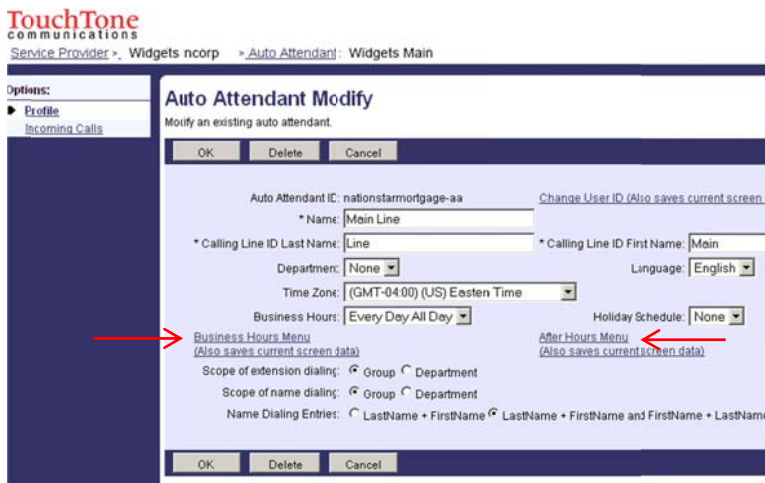 TouchTone
communications
Service Provider > Widgets ncorp > Auto Attendant: Widgets Main
Options:
Profile
Incoming Calls
Auto Attendant Modify
Modify an existing auto attendant.
OK Delete Cancel
Auto Attendant ID: nationstarmortgage-aa Change User ID (Also saves current screen
* Name: Main Line
* Calling Line ID Last Name: Line * Calling Line ID First Name: Main
Department: None Language: English
Time Zone: (GMT-04:00) (US) Easten Time
Business Hours: Every Day All Day Holiday Schedule: None
Business Hours Menu After Hours Menu
(Also saves current screen data) (Also saves current screen data)
Scope of extension dialing: Group Department
Scope of name dialing: Group Department
Name Dialing Entries: LastName + FirstName LastName + FirstName and FirstName + LastName
OK Delete Cancel